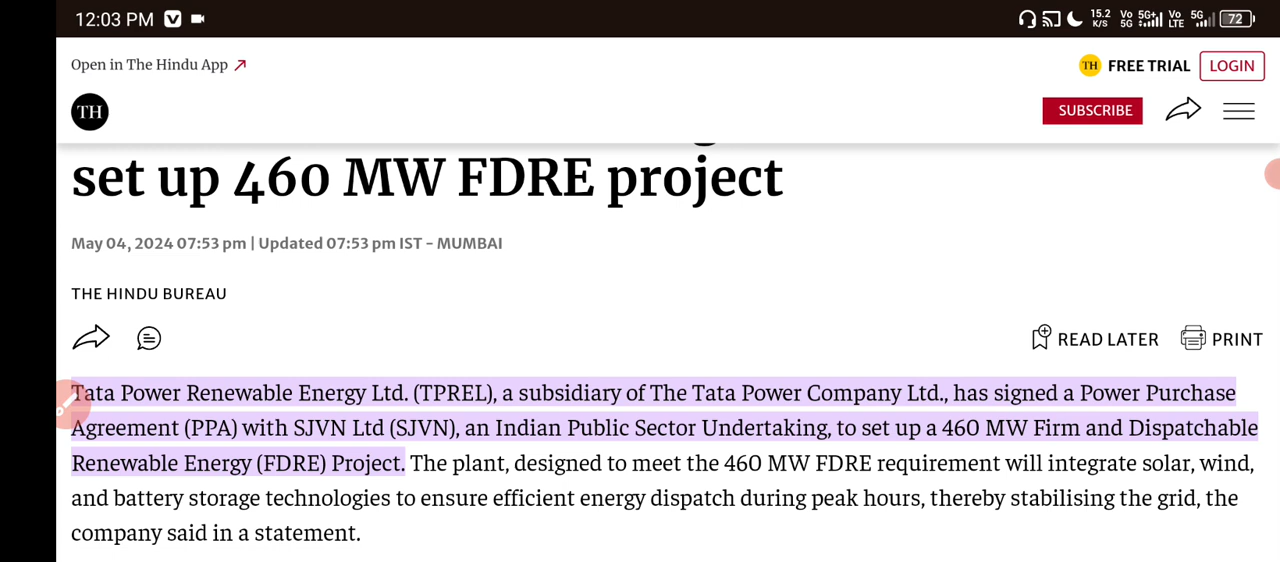 12:03 PM
15.2 K/S Vo 5G 5G+ Vo LTE 5G 72
Open in The Hindu App
TH FREE TRIAL LOGIN
TH
SUBSCRIBE
set up 460 MW FDRE project
May 04, 2024 07:53 pm | Updated 07:53 pm IST - MUMBAI
THE HINDU BUREAU
READ LATER PRINT
Tata Power Renewable Energy Ltd. (TPREL), a subsidiary of The Tata Power Company Ltd., has signed a Power Purchase
Agreement (PPA) with SJVN Ltd (SJVN), an Indian Public Sector Undertaking, to set up a 460 MW Firm and Dispatchable
Renewable Energy (FDRE) Project. The plant, designed to meet the 460 MW FDRE requirement will integrate solar, wind,
and battery storage technologies to ensure efficient energy dispatch during peak hours, thereby stabilising the grid, the
company said in a statement.